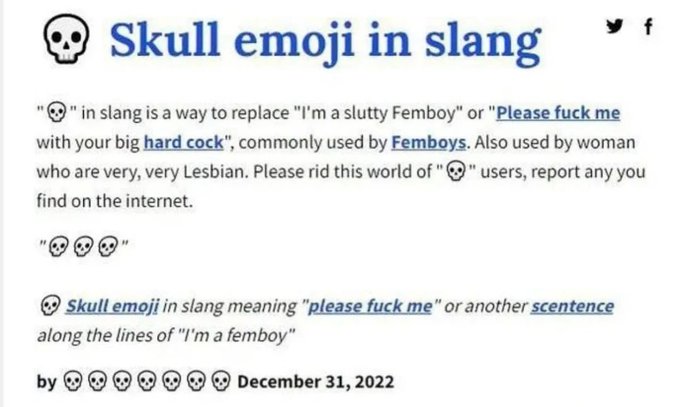 💀 Skull emoji in slang
"💀" in slang is a way to replace "I'm a slutty Femboy" or "Please fuck me
with your big hard cock", commonly used by Femboys. Also used by woman
who are very, very Lesbian. Please rid this world of "💀" users, report any you
find on the internet.
"💀💀💀"
💀 Skull emoji in slang meaning "please fuck me" or another scentence
along the lines of "I'm a femboy"
by 💀💀💀💀💀💀💀 December 31, 2022